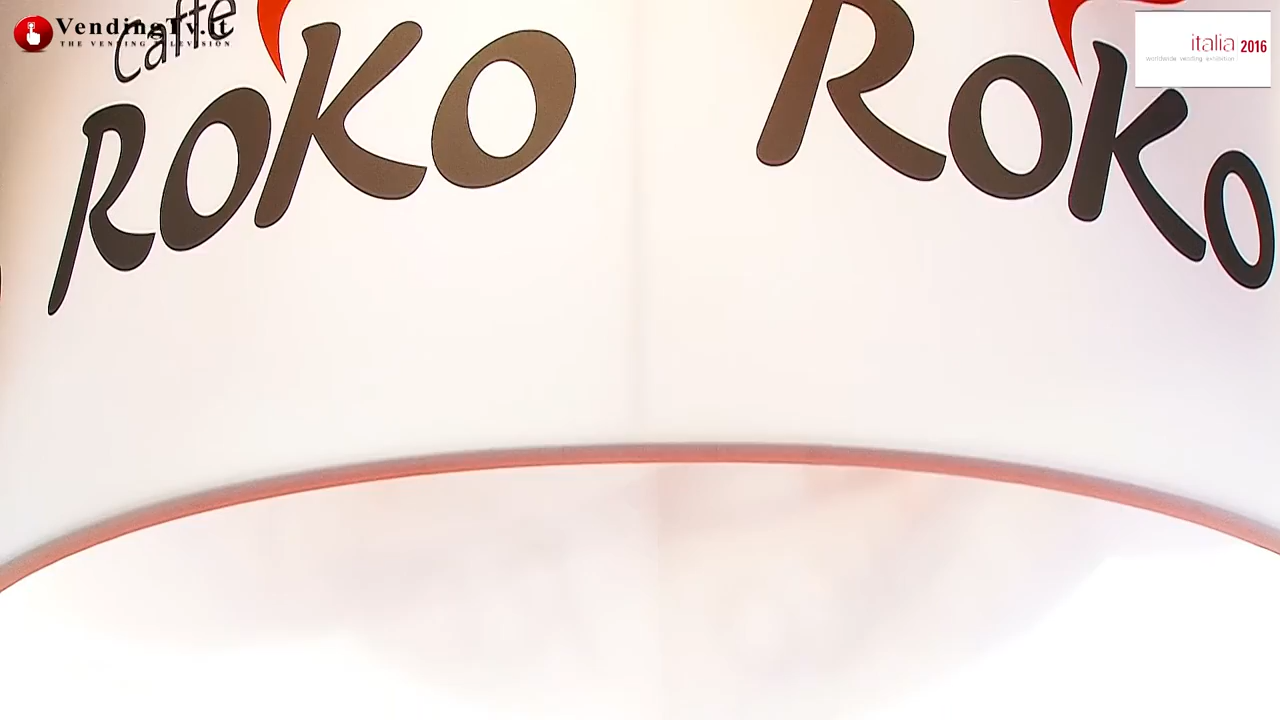 VendingTv.it
THE VENDING TELEVISION
caffè
ROKO
ROKO
italia 2016
worldwide vending exhibition